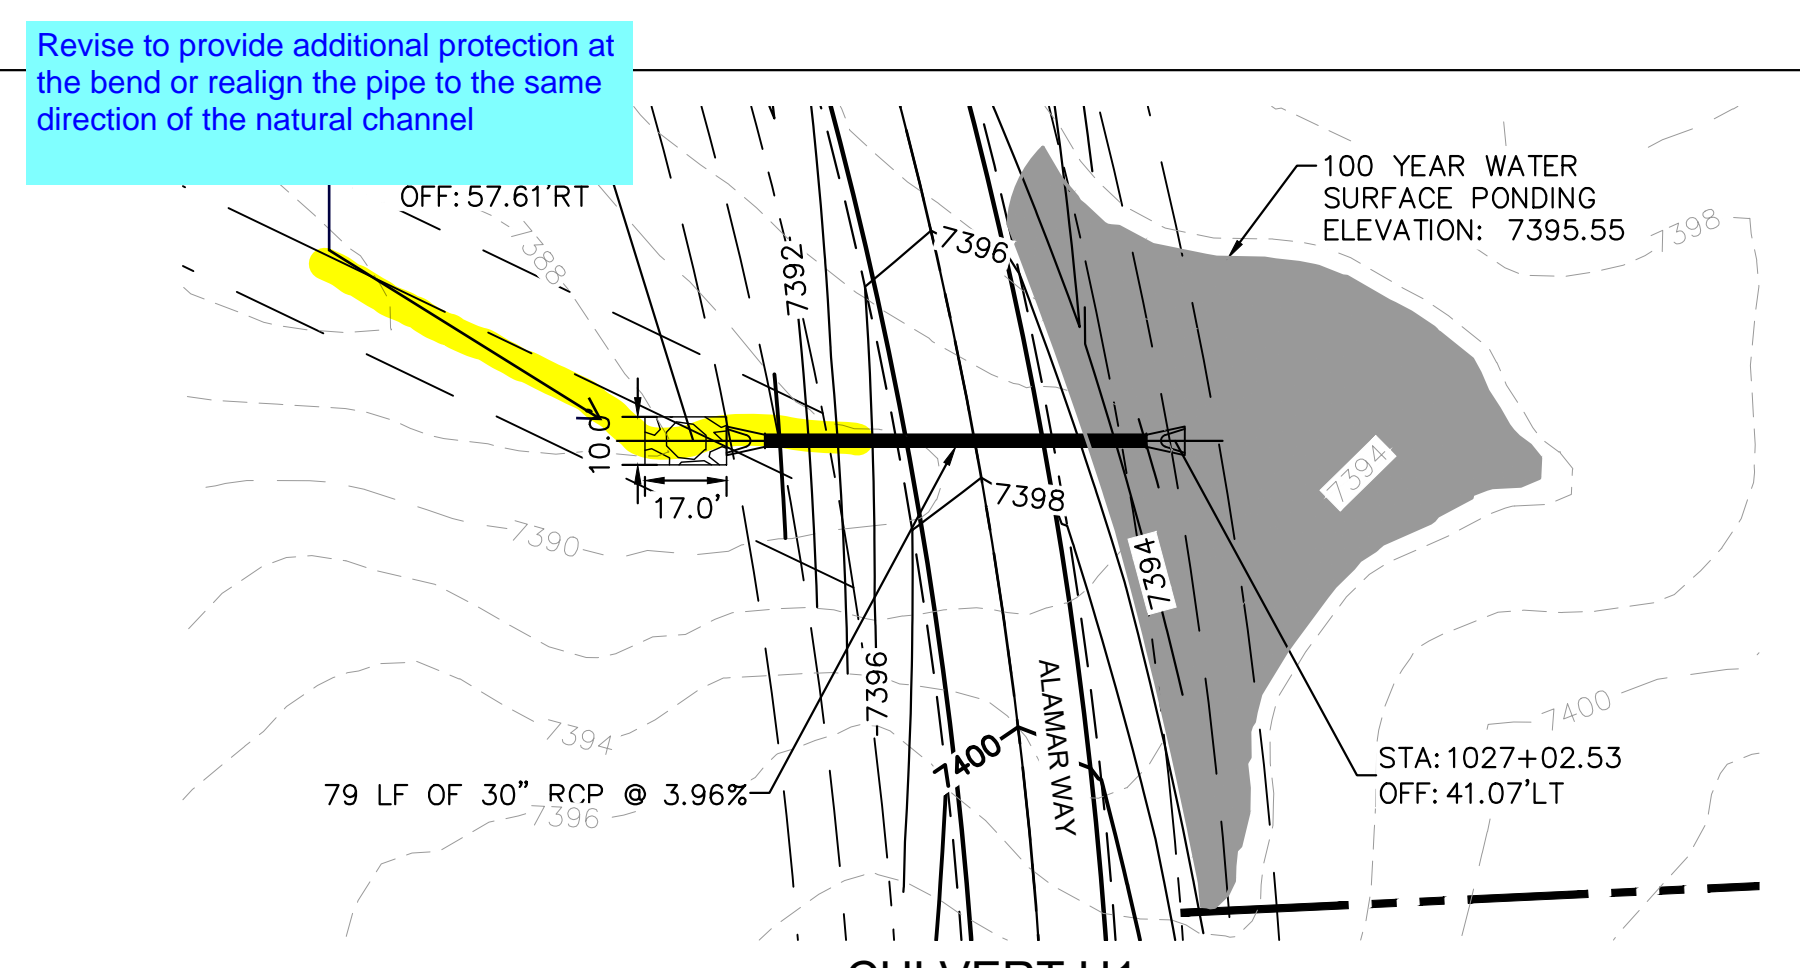 Revise to provide additional protection at
the bend or realign the pipe to the same
direction of the natural channel
OFF: 57.61'RT
100 YEAR WATER
SURFACE PONDING
ELEVATION: 7395.55
7398
7388
7392
7396
10.0'
17.0'
7394
7398
7390
7394
7396
ALAMAR WAY
7394
7400
7400
STA: 1027+02.53
OFF: 41.07'LT
79 LF OF 30" RCP @ 3.96%
7396